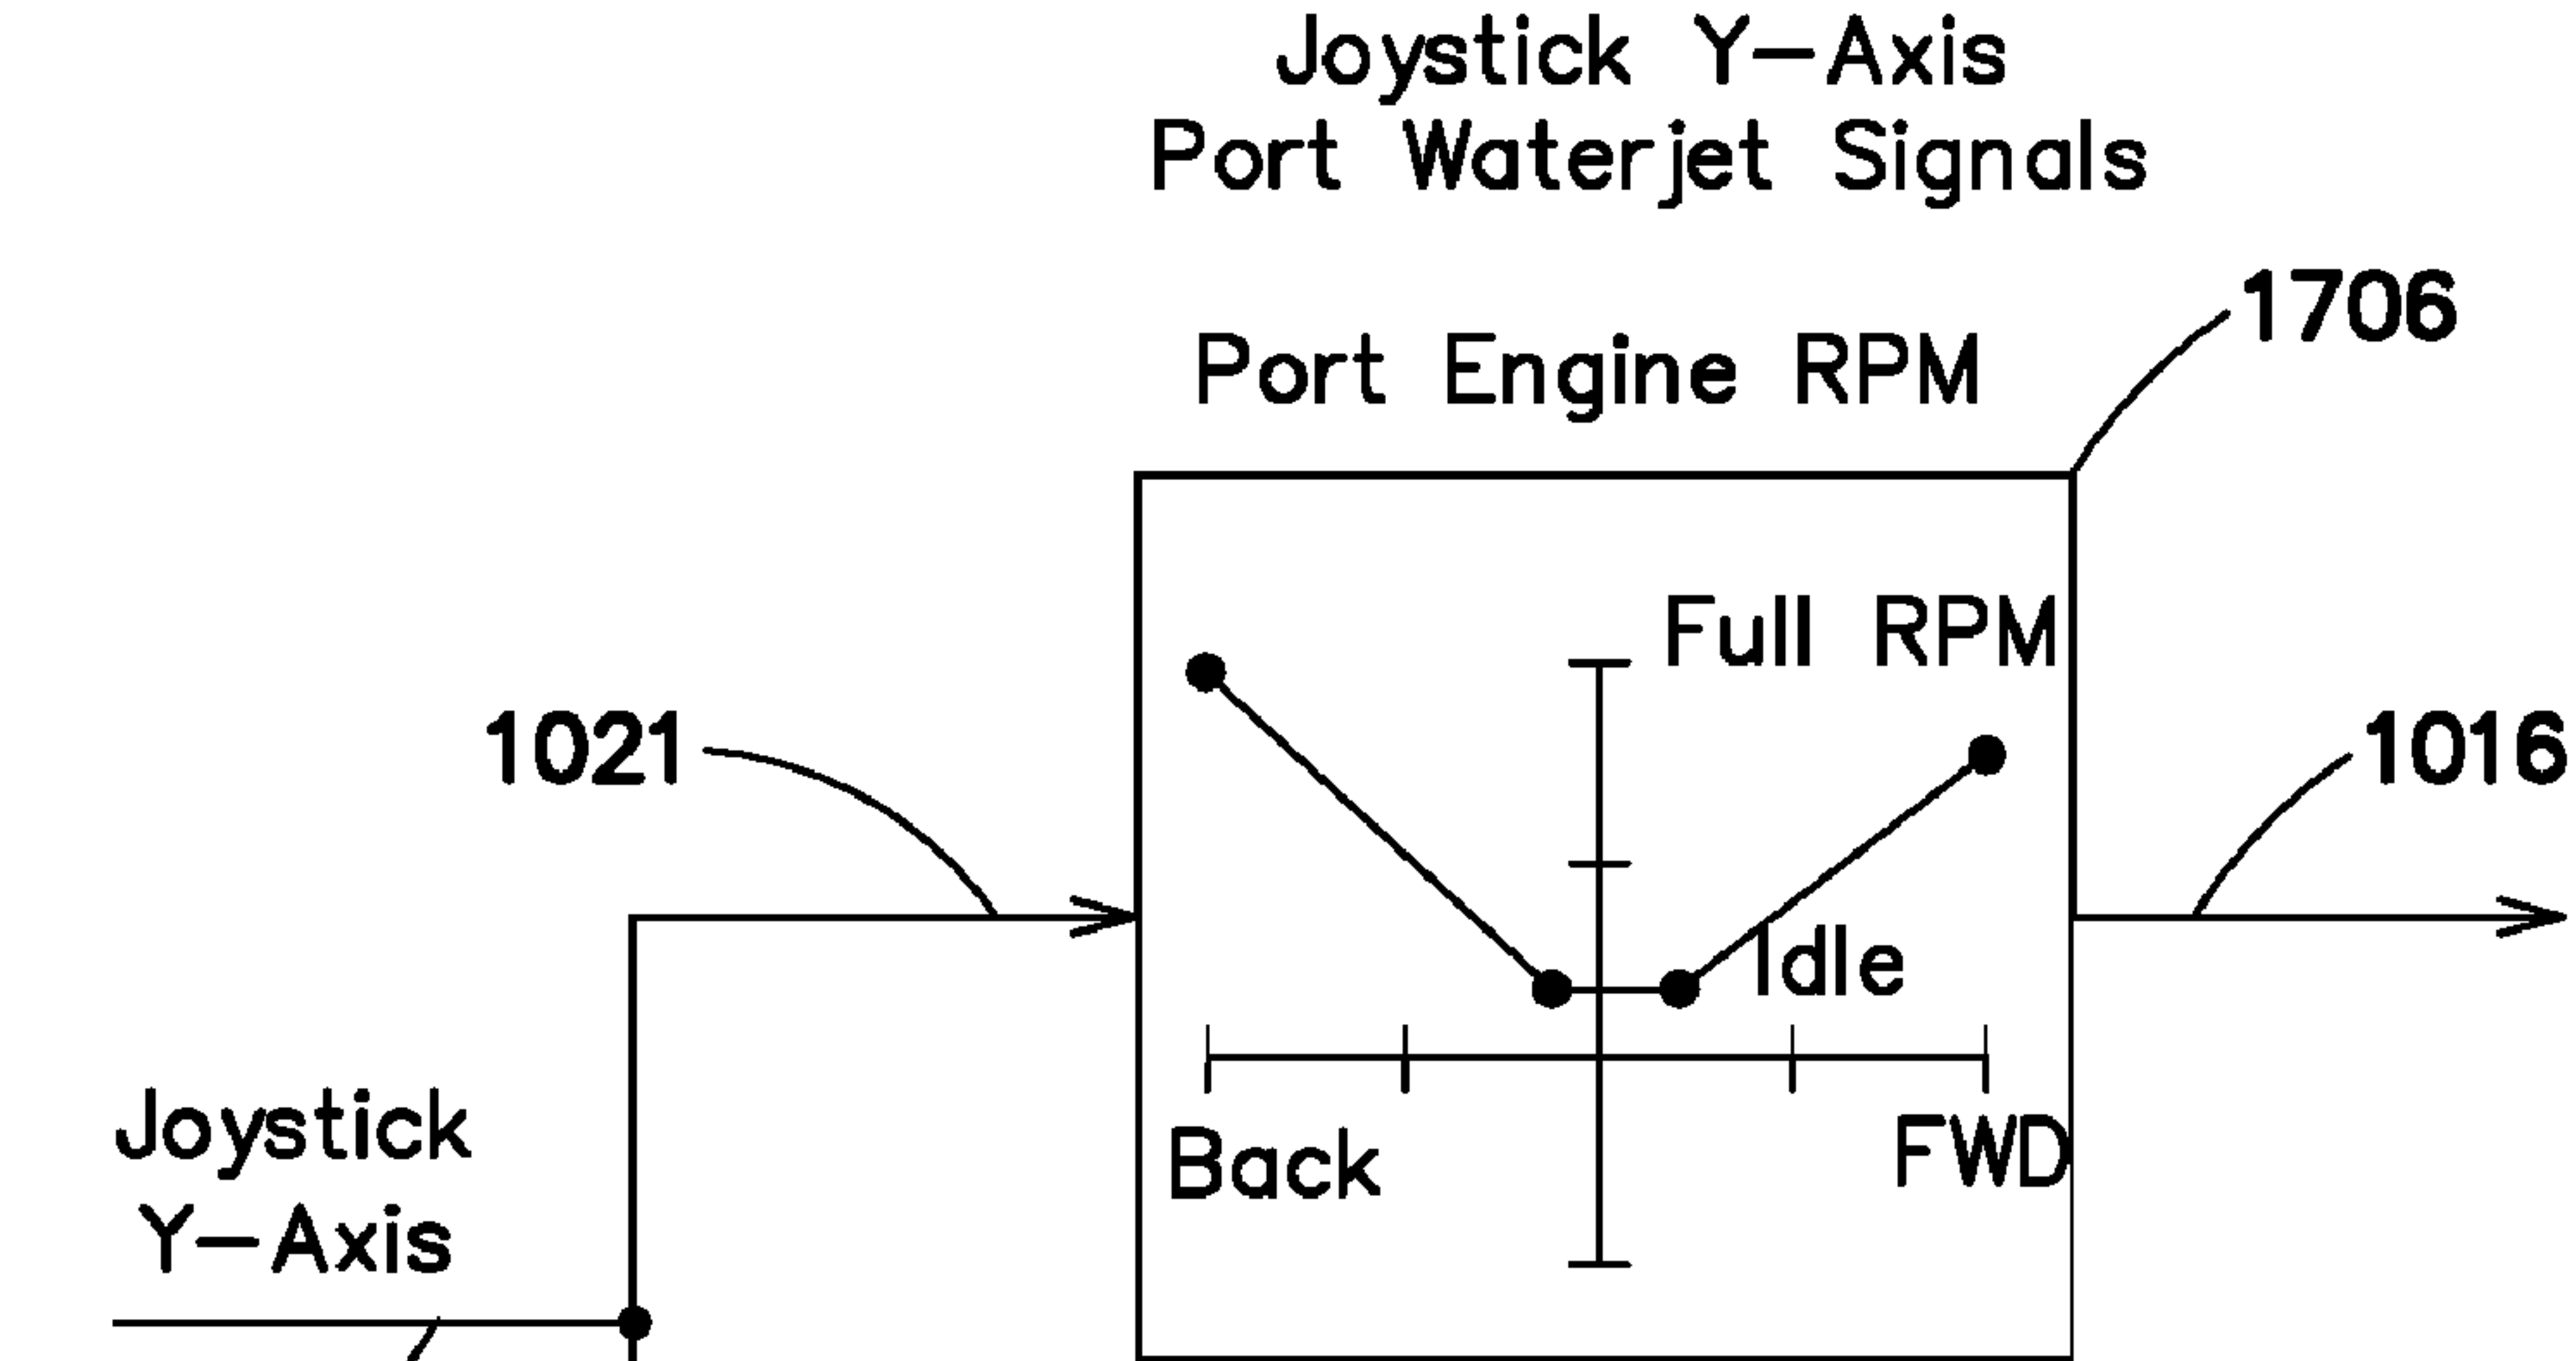 Joystick Y-Axis
Port Waterjet Signals
1706
Port Engine RPM
Full RPM
1021
1016
Idle
Back
FWD
Joystick
Y-Axis